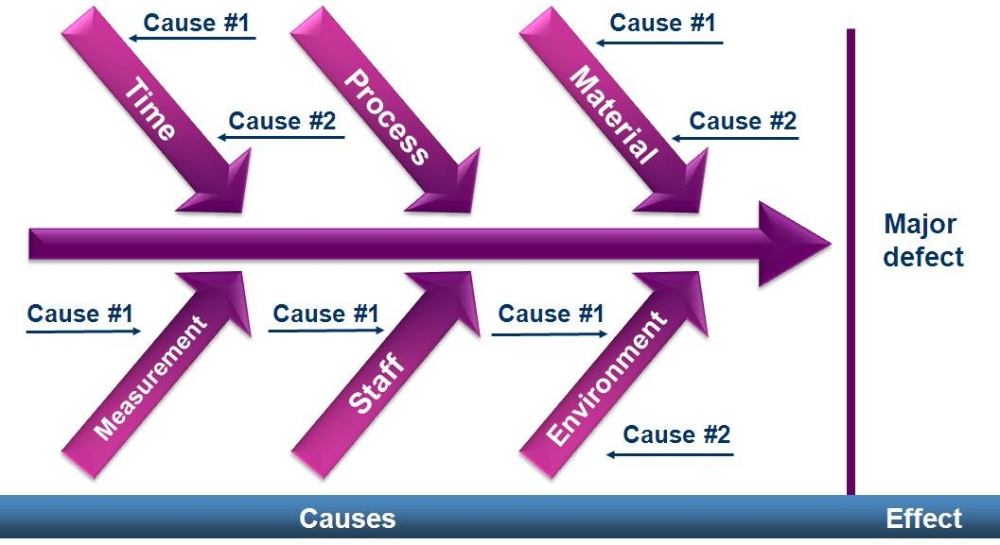 Cause #1
Cause #1
Time
Process
Material
Cause #2
Cause #2
Major
defect
Cause #1
Cause #1
Cause #1
Measurement
Staff
Environment
Cause #2
Causes
Effect